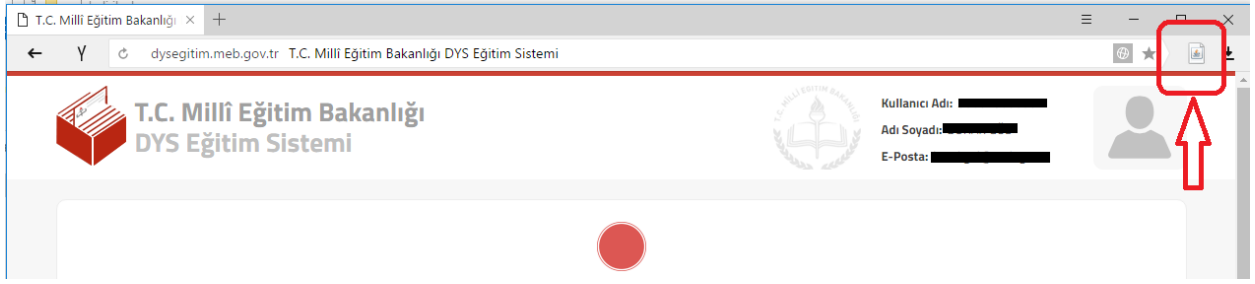 T.C. Millî Eğitim Bakanlığı
dysegitim.meb.gov.tr T.C. Millî Eğitim Bakanlığı DYS Eğitim Sistemi
T.C. Millî Eğitim Bakanlığı
DYS Eğitim Sistemi
Kullanıcı Adı:
Adı Soyadı:
E-Posta: